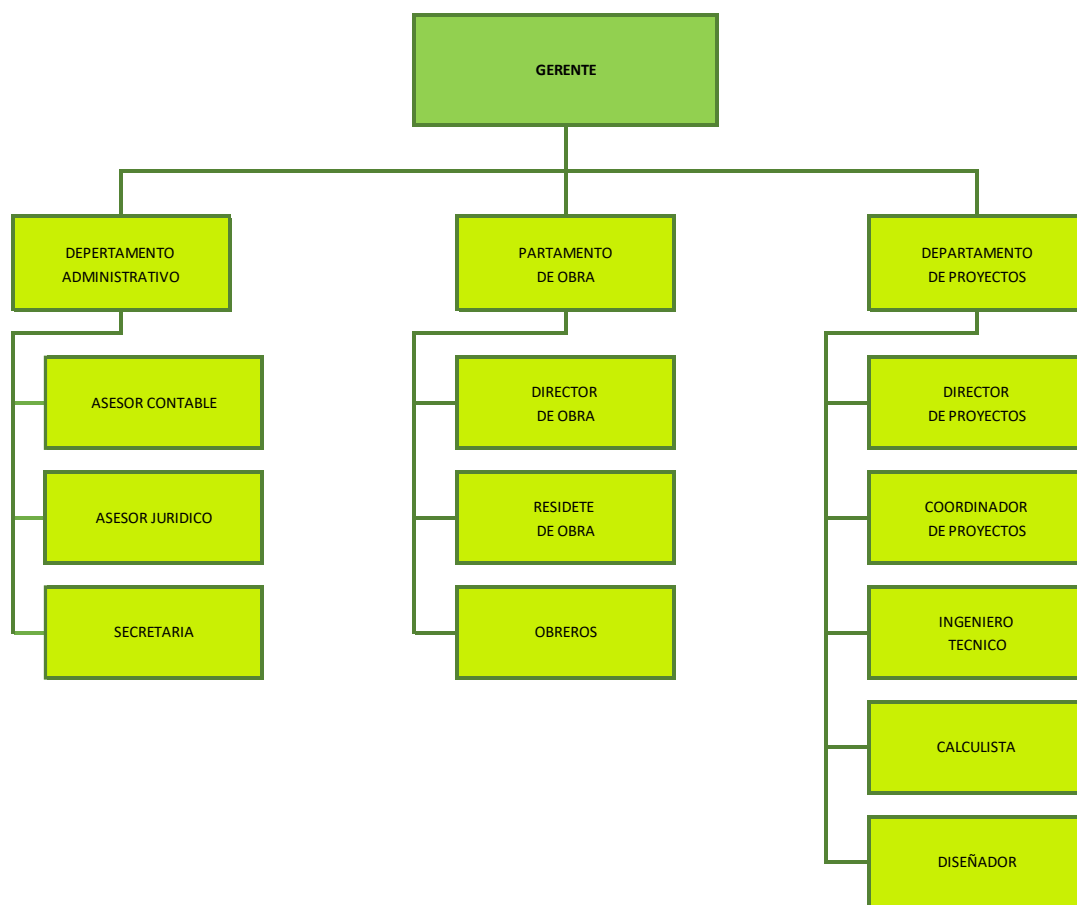 GERENTE
DEPERTAMENTO
ADMINISTRATIVO
ASESOR CONTABLE
ASESOR JURIDICO
SECRETARIA
PARTAMENTO
DE OBRA
DIRECTOR
DE OBRA
RESIDETE
DE OBRA
OBREROS
DEPARTAMENTO
DE PROYECTOS
DIRECTOR
DE PROYECTOS
COORDINADOR
DE PROYECTOS
INGENIERO
TECNICO
CALCULISTA
DISEÑADOR